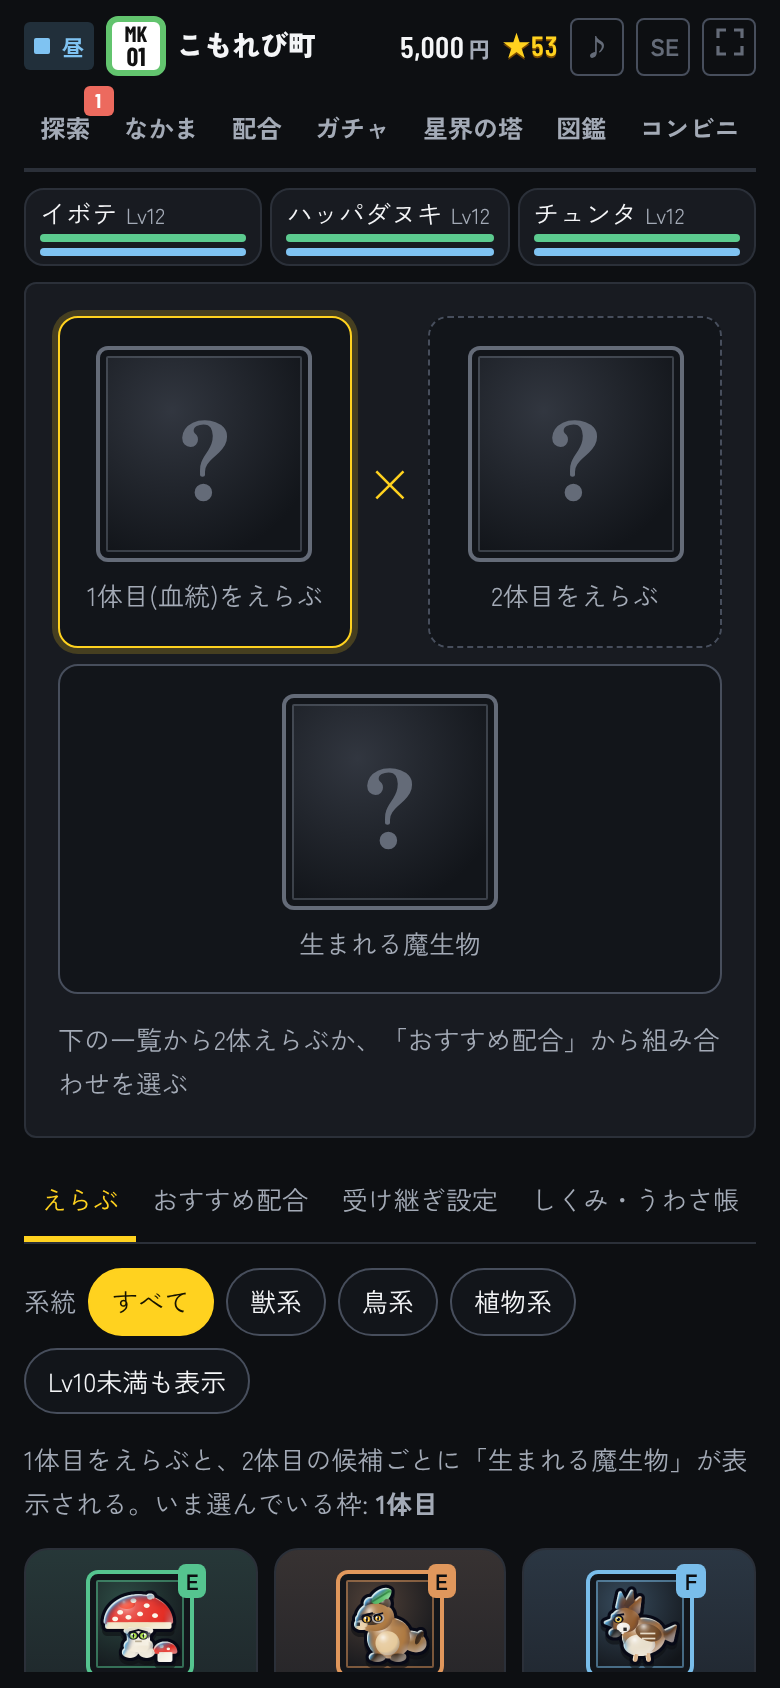 昼 MK 01 こもれび町 5,000 円 ★53 ♪ SE
1
探索 なかま 配合 ガチャ 星界の塔 図鑑 コンビニ
イボテ Lv12 ハッパダヌキ Lv12 チュンタ Lv12
? × ?
1体目(血統)をえらぶ 2体目をえらぶ
?
生まれる魔生物
下の一覧から2体えらぶか、「おすすめ配合」から組み合
わせを選ぶ
えらぶ おすすめ配合 受け継ぎ設定 しくみ・うわさ帳
系統 すべて 獣系 鳥系 植物系
Lv10未満も表示
1体目をえらぶと、2体目の候補ごとに「生まれる魔生物」が表
示される。いま選んでいる枠: 1体目
E E F